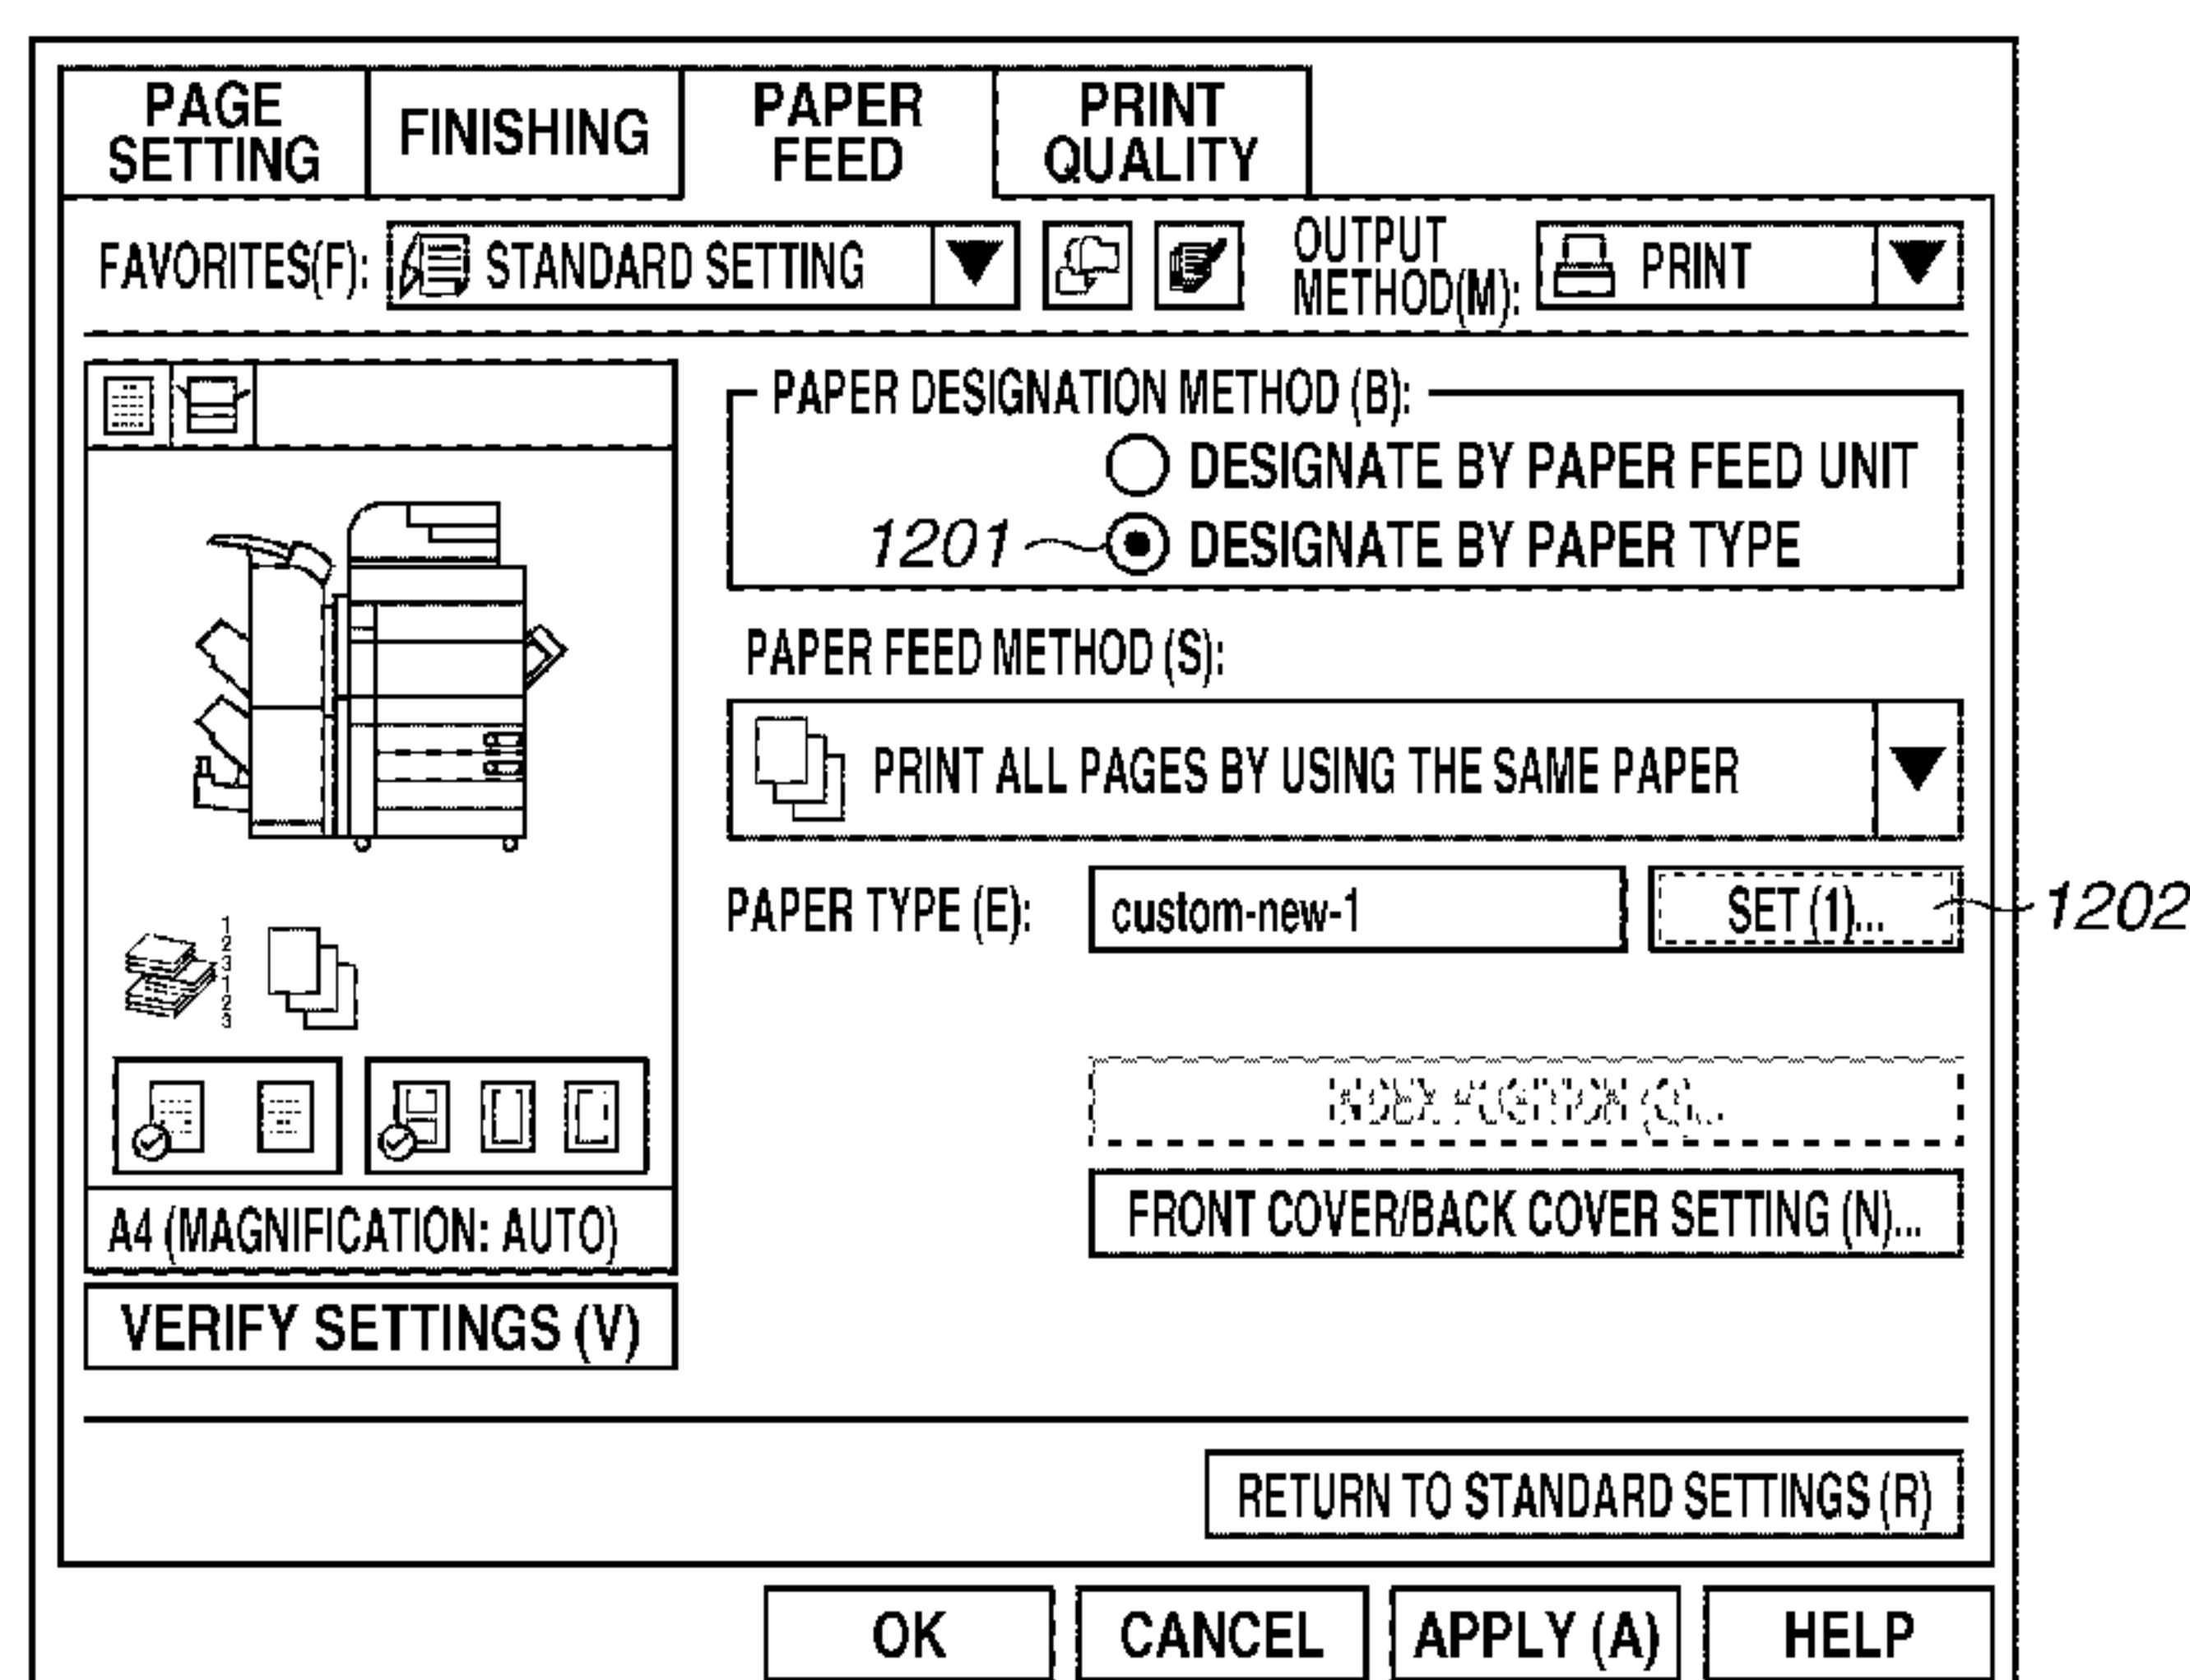 PAGE
SETTING
FINISHING
PAPER
FEED
PRINT
QUALITY
FAVORITES(F):
STANDARD SETTING
OUTPUT
METHOD(M):
PRINT
PAPER DESIGNATION METHOD (B):
DESIGNATE BY PAPER FEED UNIT
1201
DESIGNATE BY PAPER TYPE
PAPER FEED METHOD (S):
PRINT ALL PAGES BY USING THE SAME PAPER
PAPER TYPE (E):
custom-new-1
SET (1)...
1202
1
2
3
1
2
3
INDEX POSITION
FRONT COVER/BACK COVER SETTING (N)...
A4 (MAGNIFICATION: AUTO)
VERIFY SETTINGS (V)
RETURN TO STANDARD SETTINGS (R)
OK
CANCEL
APPLY (A)
HELP